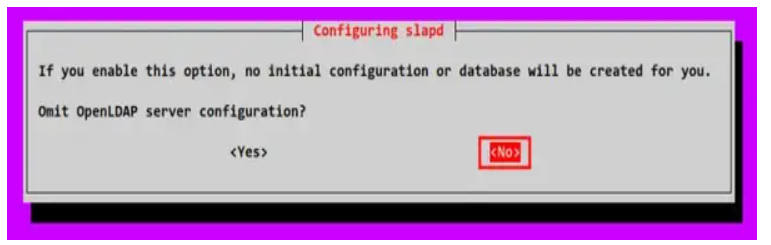 Configuring slapd
If you enable this option, no initial configuration or database will be created for you.
Omit OpenLDAP server configuration?
<Yes> <No>